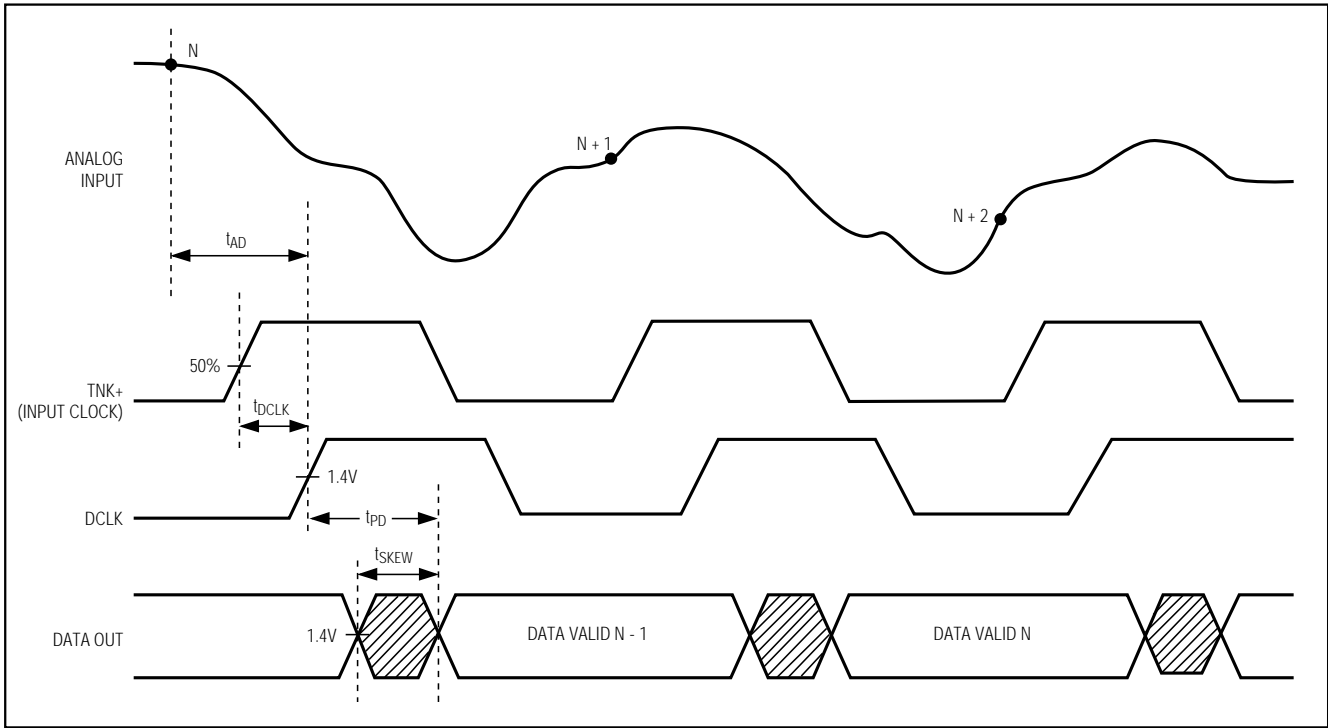 N
ANALOG
INPUT
N + 1
N + 2
tAD
50%
TNK+
(INPUT CLOCK)
tDCLK
1.4V
DCLK
tPD
tSKEW
1.4V
DATA OUT
DATA VALID N - 1
DATA VALID N